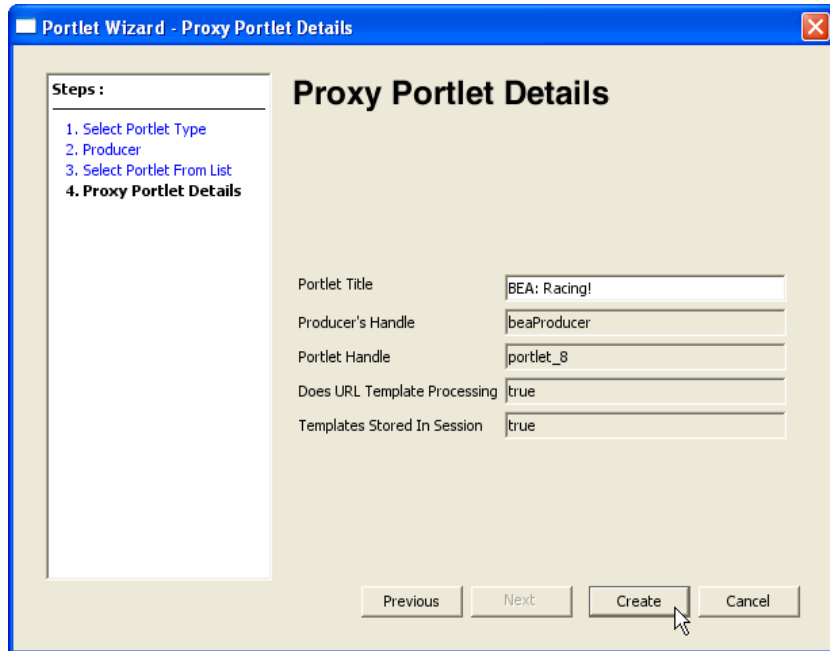 Portlet Wizard - Proxy Portlet Details
Steps :
1. Select Portlet Type
2. Producer
3. Select Portlet From List
4. Proxy Portlet Details
Proxy Portlet Details
Portlet Title BEA: Racing!
Producer's Handle beaProducer
Portlet Handle portlet_8
Does URL Template Processing true
Templates Stored In Session true
Previous Next Create Cancel